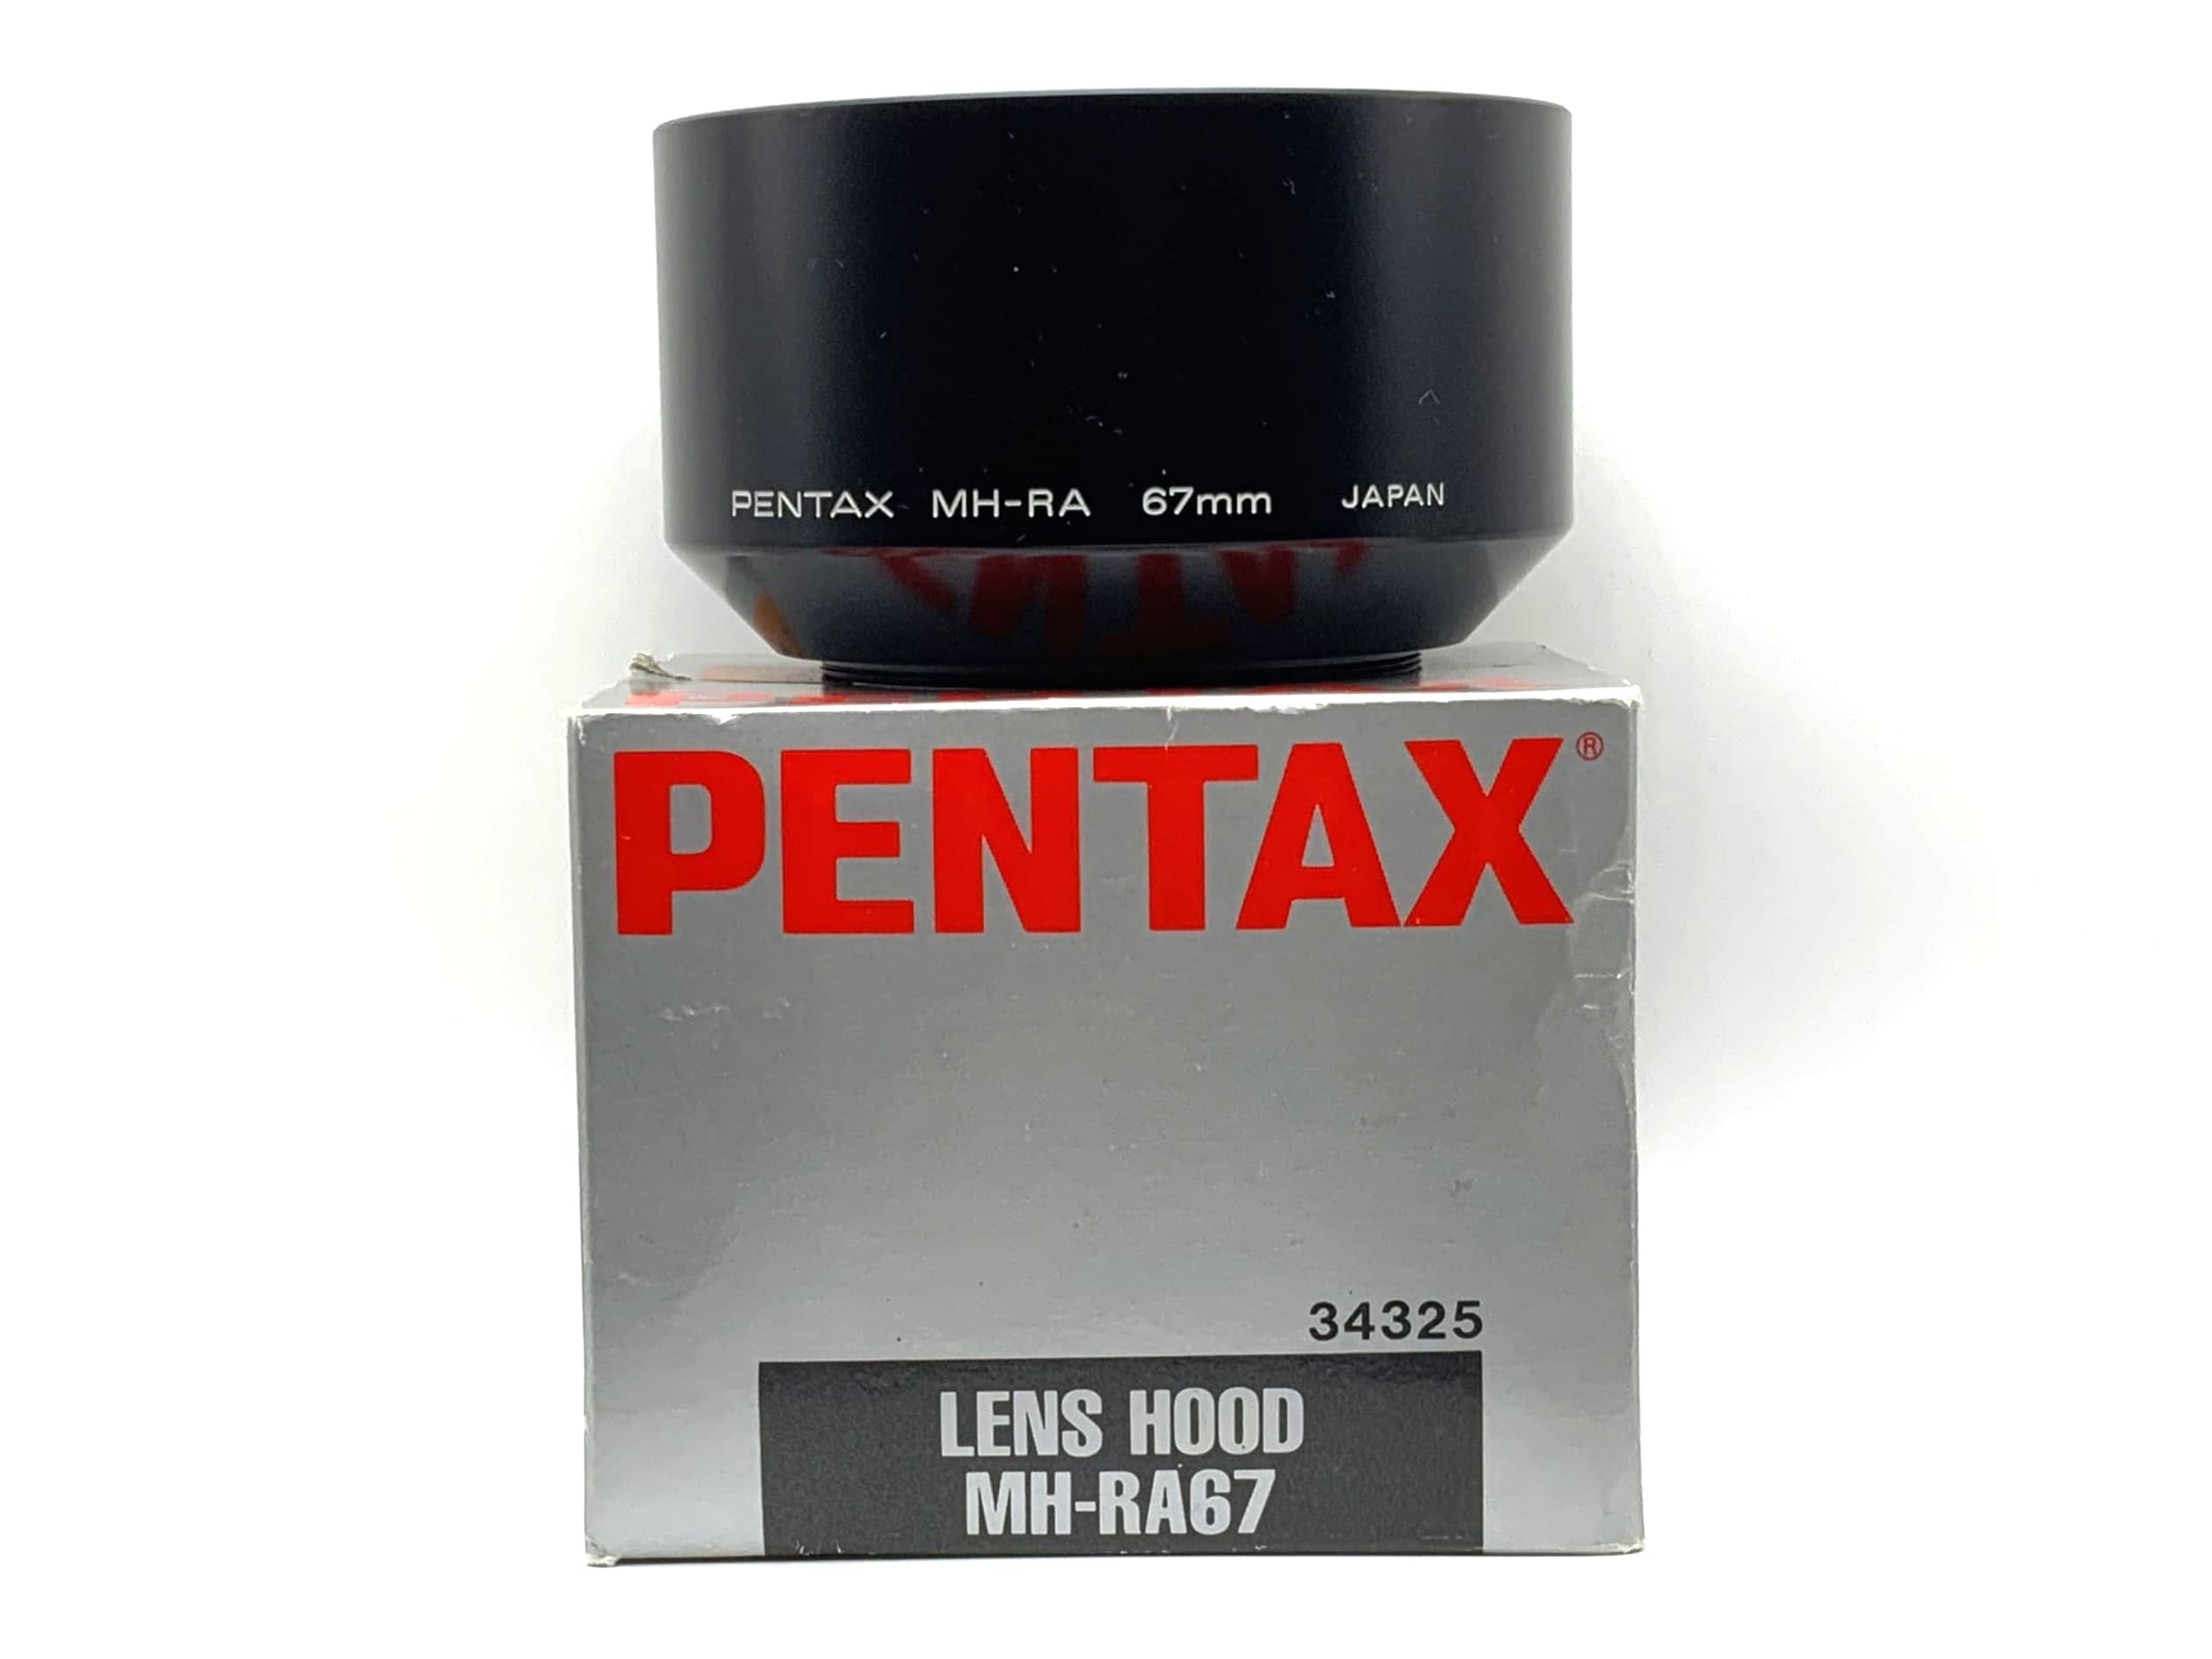 PENTAX MH-RA 67mm JAPAN
PENTAX®
34325
LENS HOOD
MH-RA67